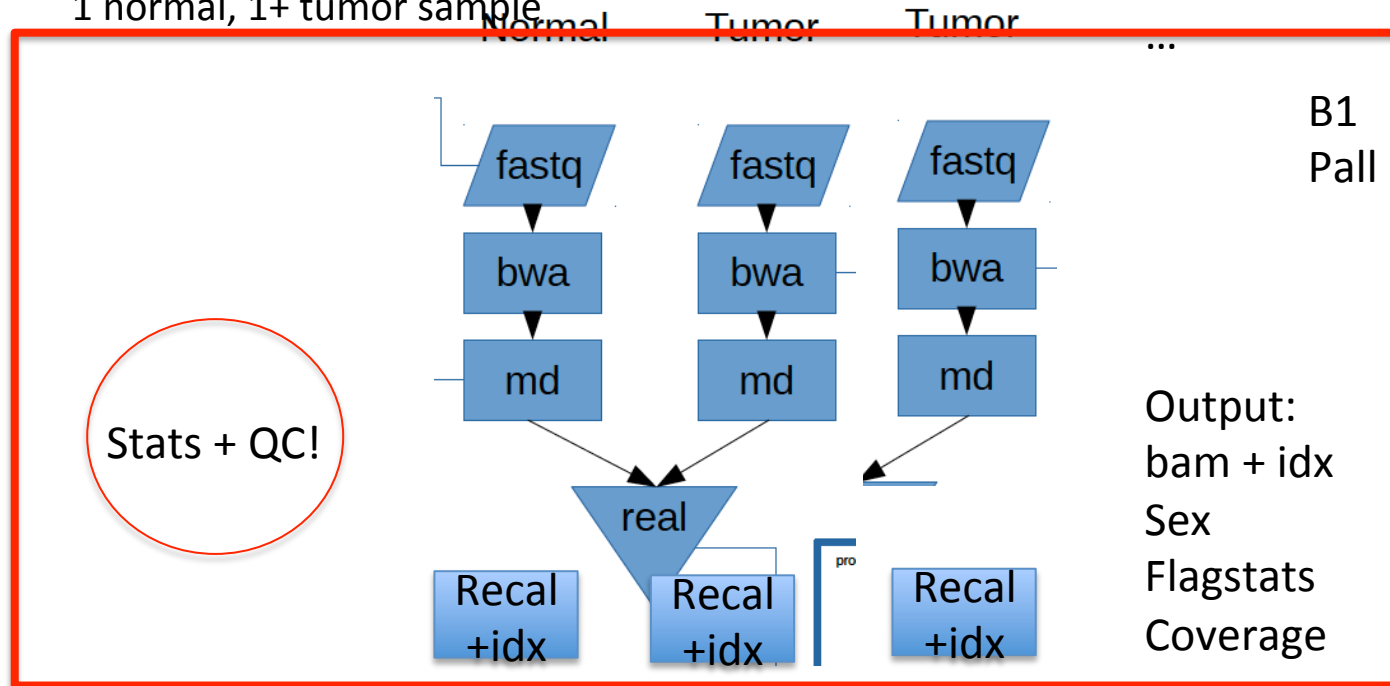 1 normal, 1+ tumor sample
Normal Tumor Tumor
...
B1
Pall
fastq fastq fastq
bwa bwa bwa
md md md
Stats + QC!
Output:
bam + idx
Sex
Flagstats
Coverage
real
pro
Recal
+idx
Recal
+idx
Recal
+idx